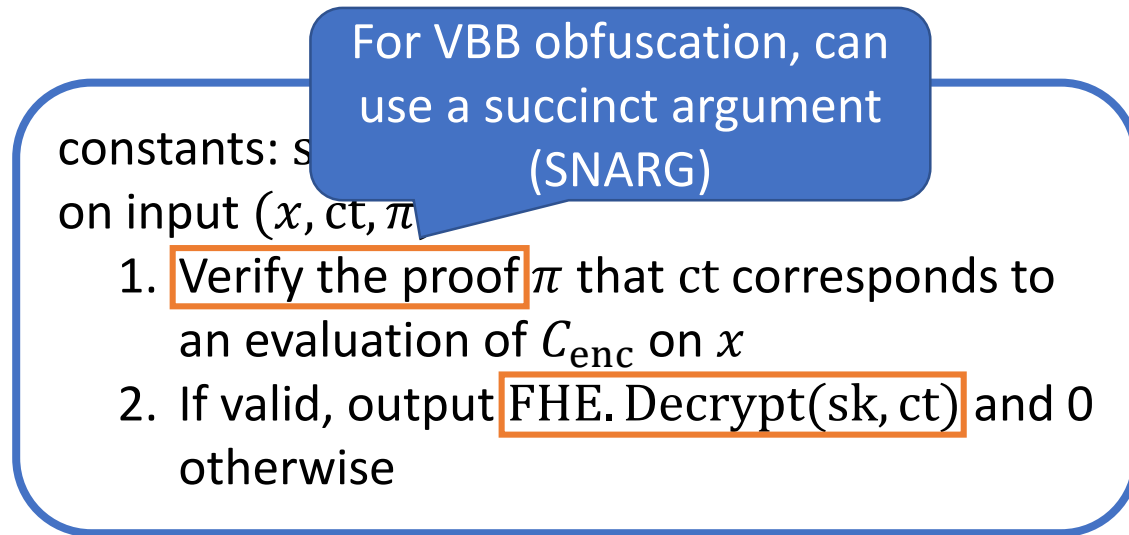 For VBB obfuscation, can
use a succinct argument
(SNARG)
constants:
on input (x, ct, π
1. Verify the proof π that ct corresponds to
an evaluation of C_enc on x
2. If valid, output FHE. Decrypt(sk, ct) and 0
otherwise